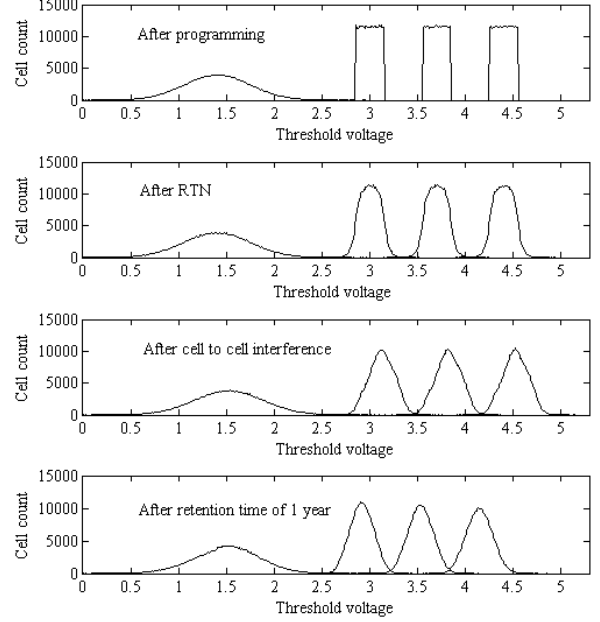 15000
After programming
10000
5000
0
0 0.5 1 1.5 2 2.5 3 3.5 4 4.5 5
Cell count
Threshold voltage
15000
After RTN
10000
5000
0
0 0.5 1 1.5 2 2.5 3 3.5 4 4.5 5
Cell count
Threshold voltage
15000
After cell to cell interference
10000
5000
0
0 0.5 1 1.5 2 2.5 3 3.5 4 4.5 5
Cell count
Threshold voltage
15000
After retention time of 1 year
10000
5000
0
0 0.5 1 1.5 2 2.5 3 3.5 4 4.5 5
Cell count
Threshold voltage